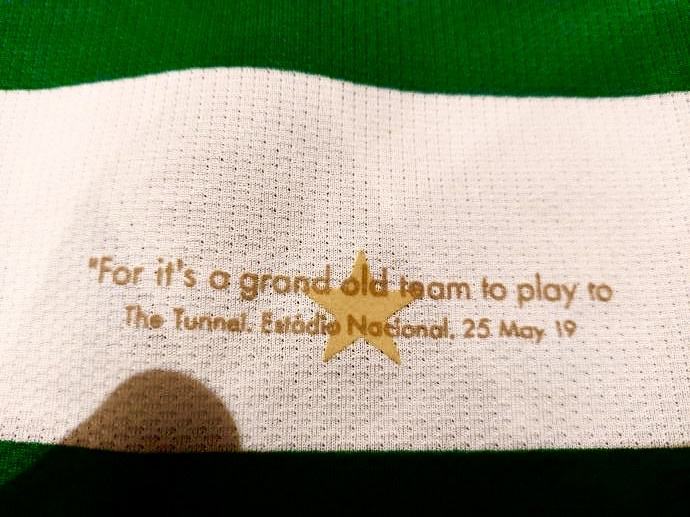 "For it's a grand old team to play to
The Tunnel. Estádio Nacional, 25 May 19